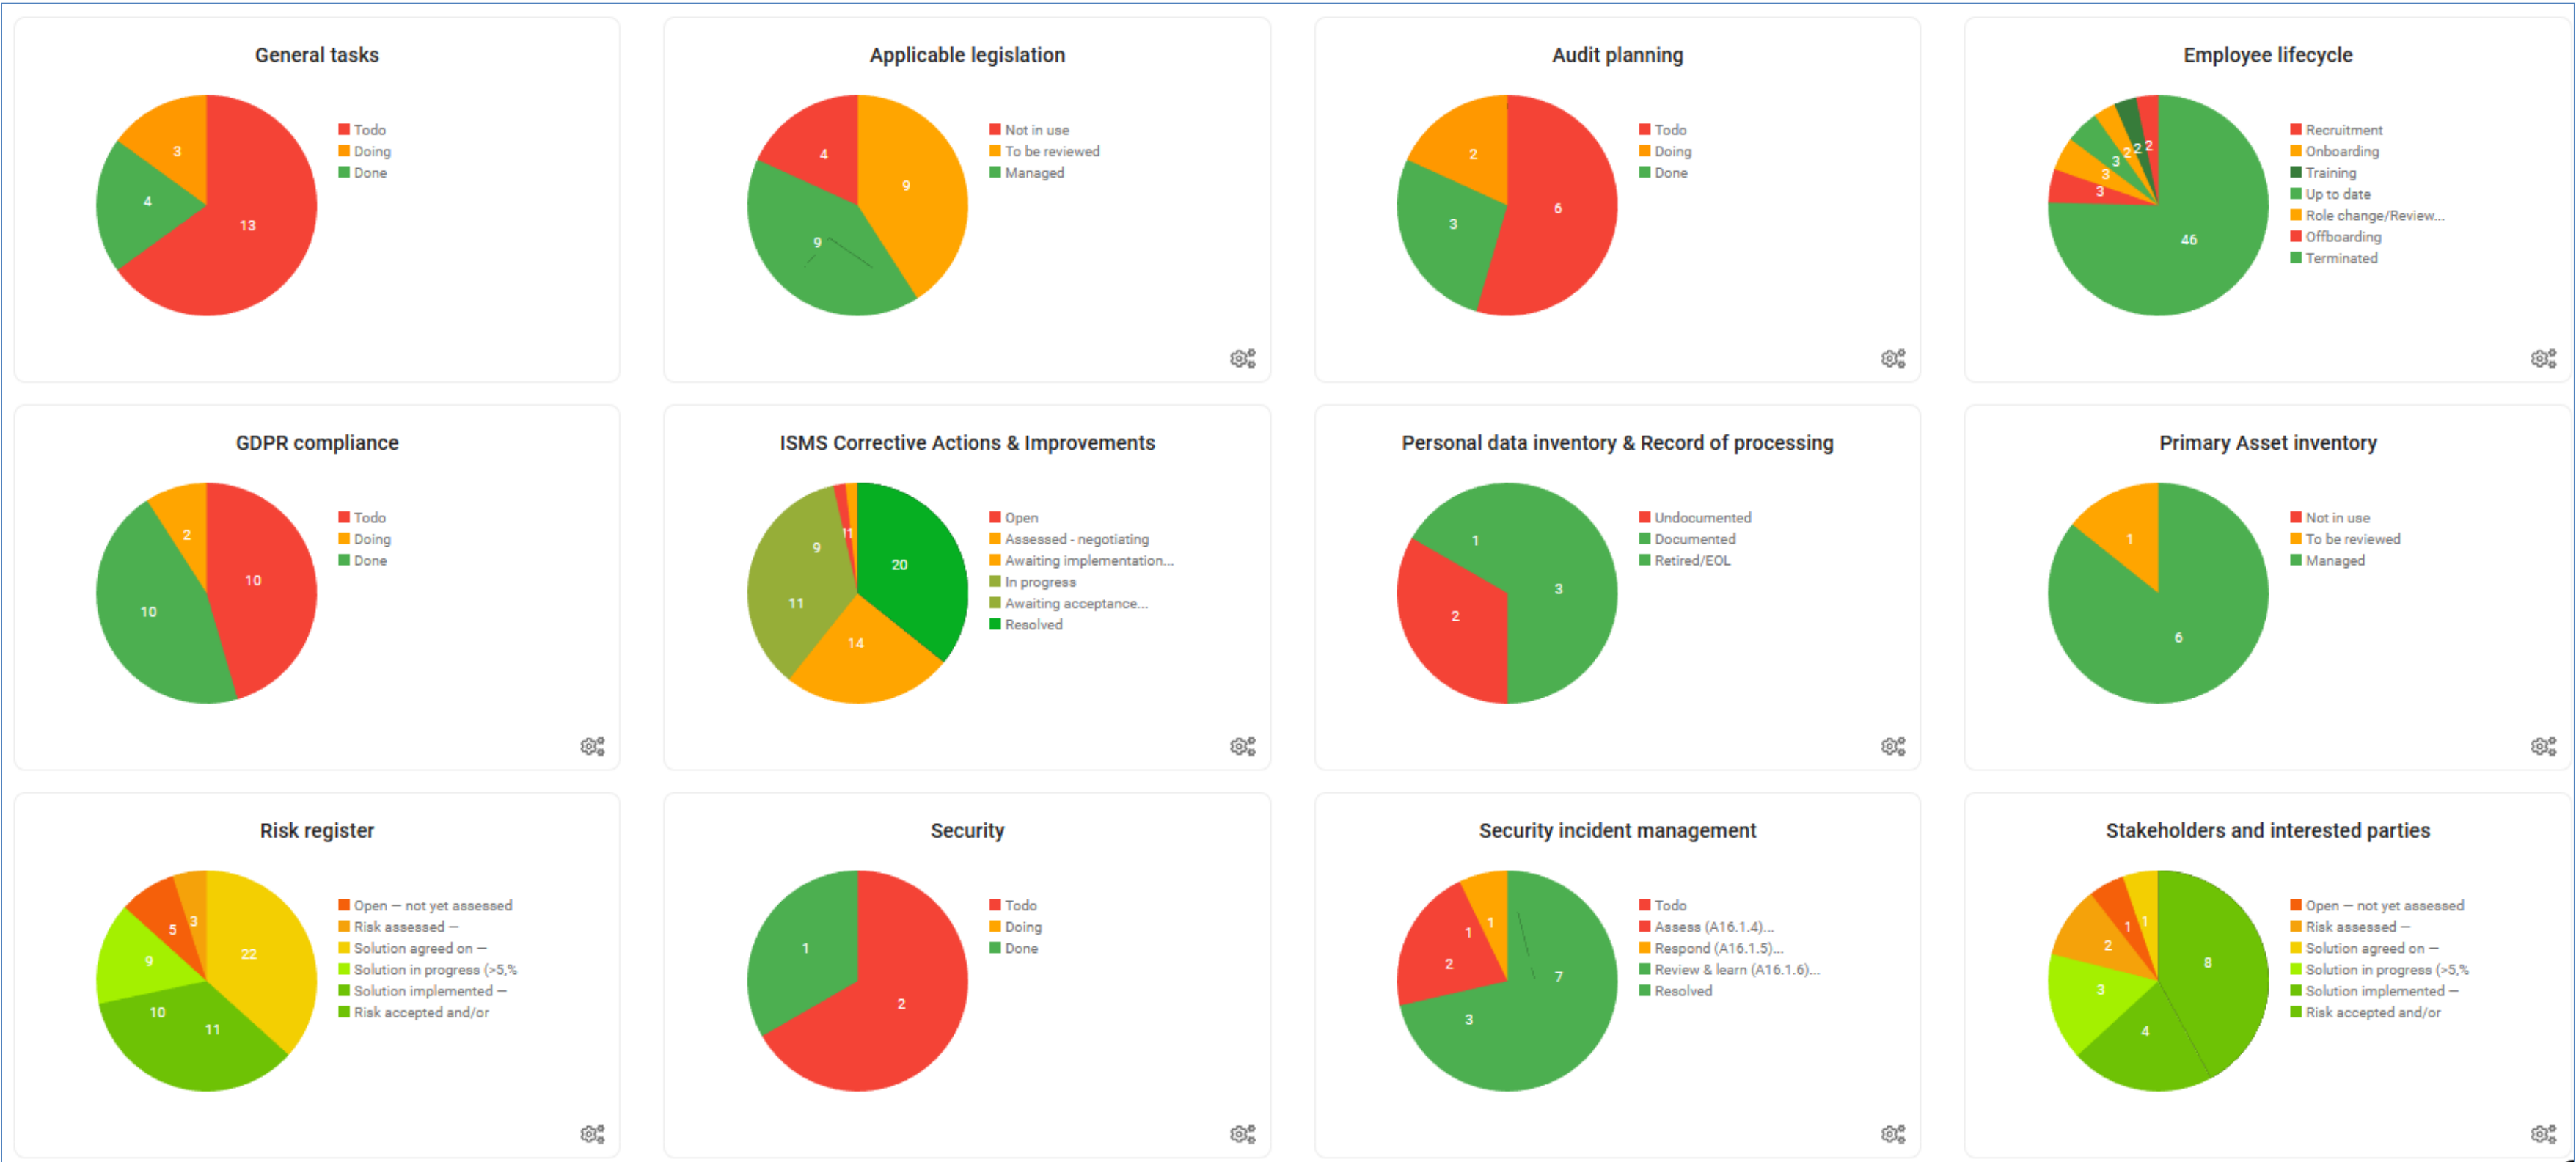 General tasks
3
4
13
Todo
Doing
Done
Applicable legislation
4
9
9
Not in use
To be reviewed
Managed
Audit planning
2
6
3
Todo
Doing
Done
Employee lifecycle
2
2
2
3
3
3
46
Recruitment
Onboarding
Training
Up to date
Role change/Review...
Offboarding
Terminated
GDPR compliance
2
10
10
Todo
Doing
Done
ISMS Corrective Actions & Improvements
1
1
9
20
11
14
Open
Assessed - negotiating
Awaiting implementation...
In progress
Awaiting acceptance...
Resolved
Personal data inventory & Record of processing
1
3
2
Undocumented
Documented
Retired/EOL
Primary Asset inventory
1
6
Not in use
To be reviewed
Managed
Risk register
3
5
22
9
10
11
Open — not yet assessed
Risk assessed —
Solution agreed on —
Solution in progress (>5,%
Solution implemented —
Risk accepted and/or
Security
1
2
Todo
Doing
Done
Security incident management
1
1
2
7
3
Todo
Assess (A16.1.4)...
Respond (A16.1.5)...
Review & learn (A16.1.6)...
Resolved
Stakeholders and interested parties
1
1
2
8
3
4
Open — not yet assessed
Risk assessed —
Solution agreed on —
Solution in progress (>5,%
Solution implemented —
Risk accepted and/or